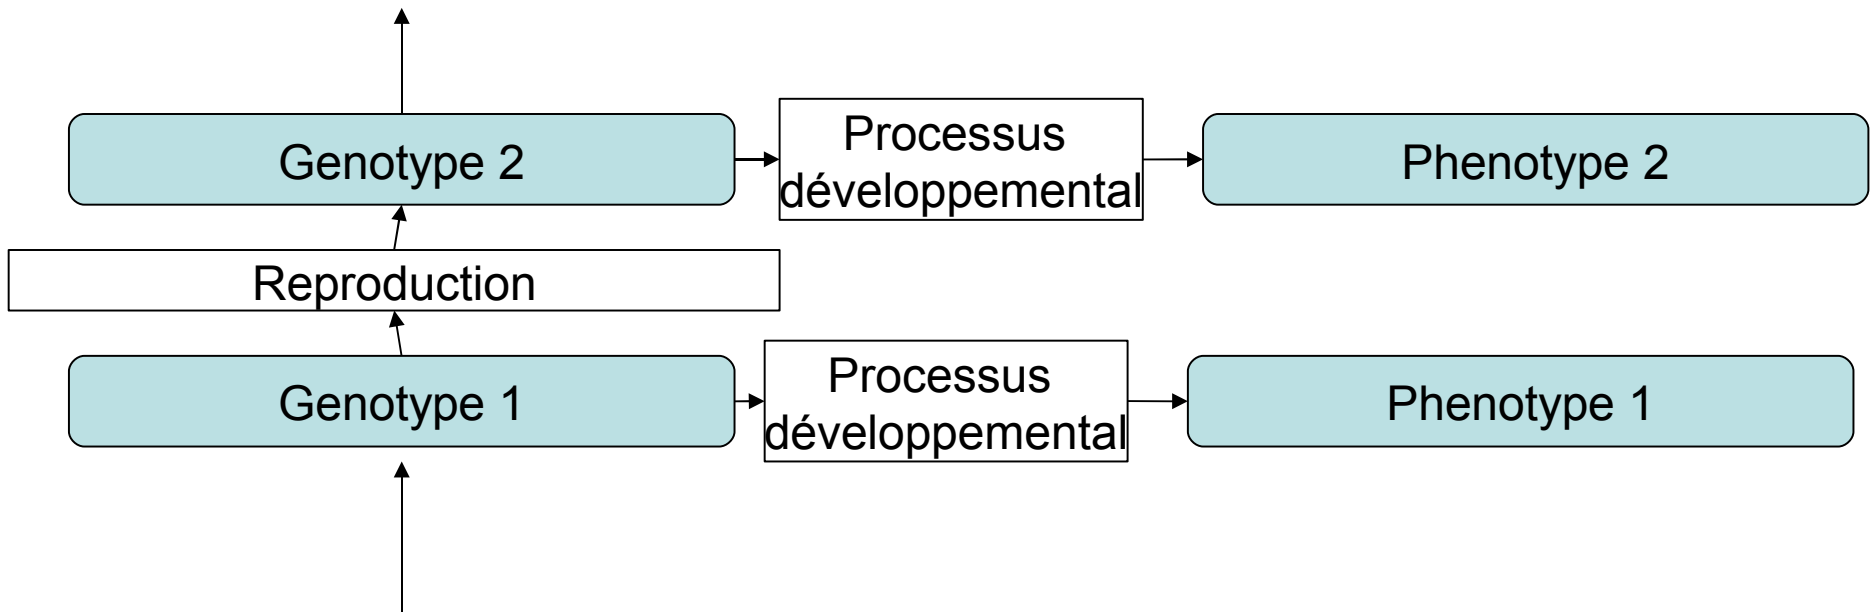 Genotype 2
Processus
développemental
Phenotype 2
Reproduction
Genotype 1
Processus
développemental
Phenotype 1